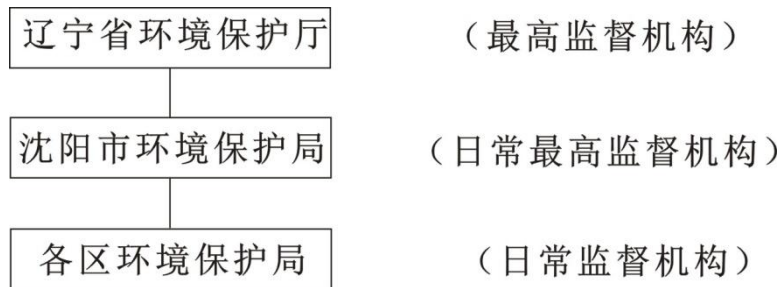 辽宁省环境保护厅 （最高监督机构）
沈阳市环境保护局 （日常最高监督机构）
各区环境保护局 （日常监督机构）